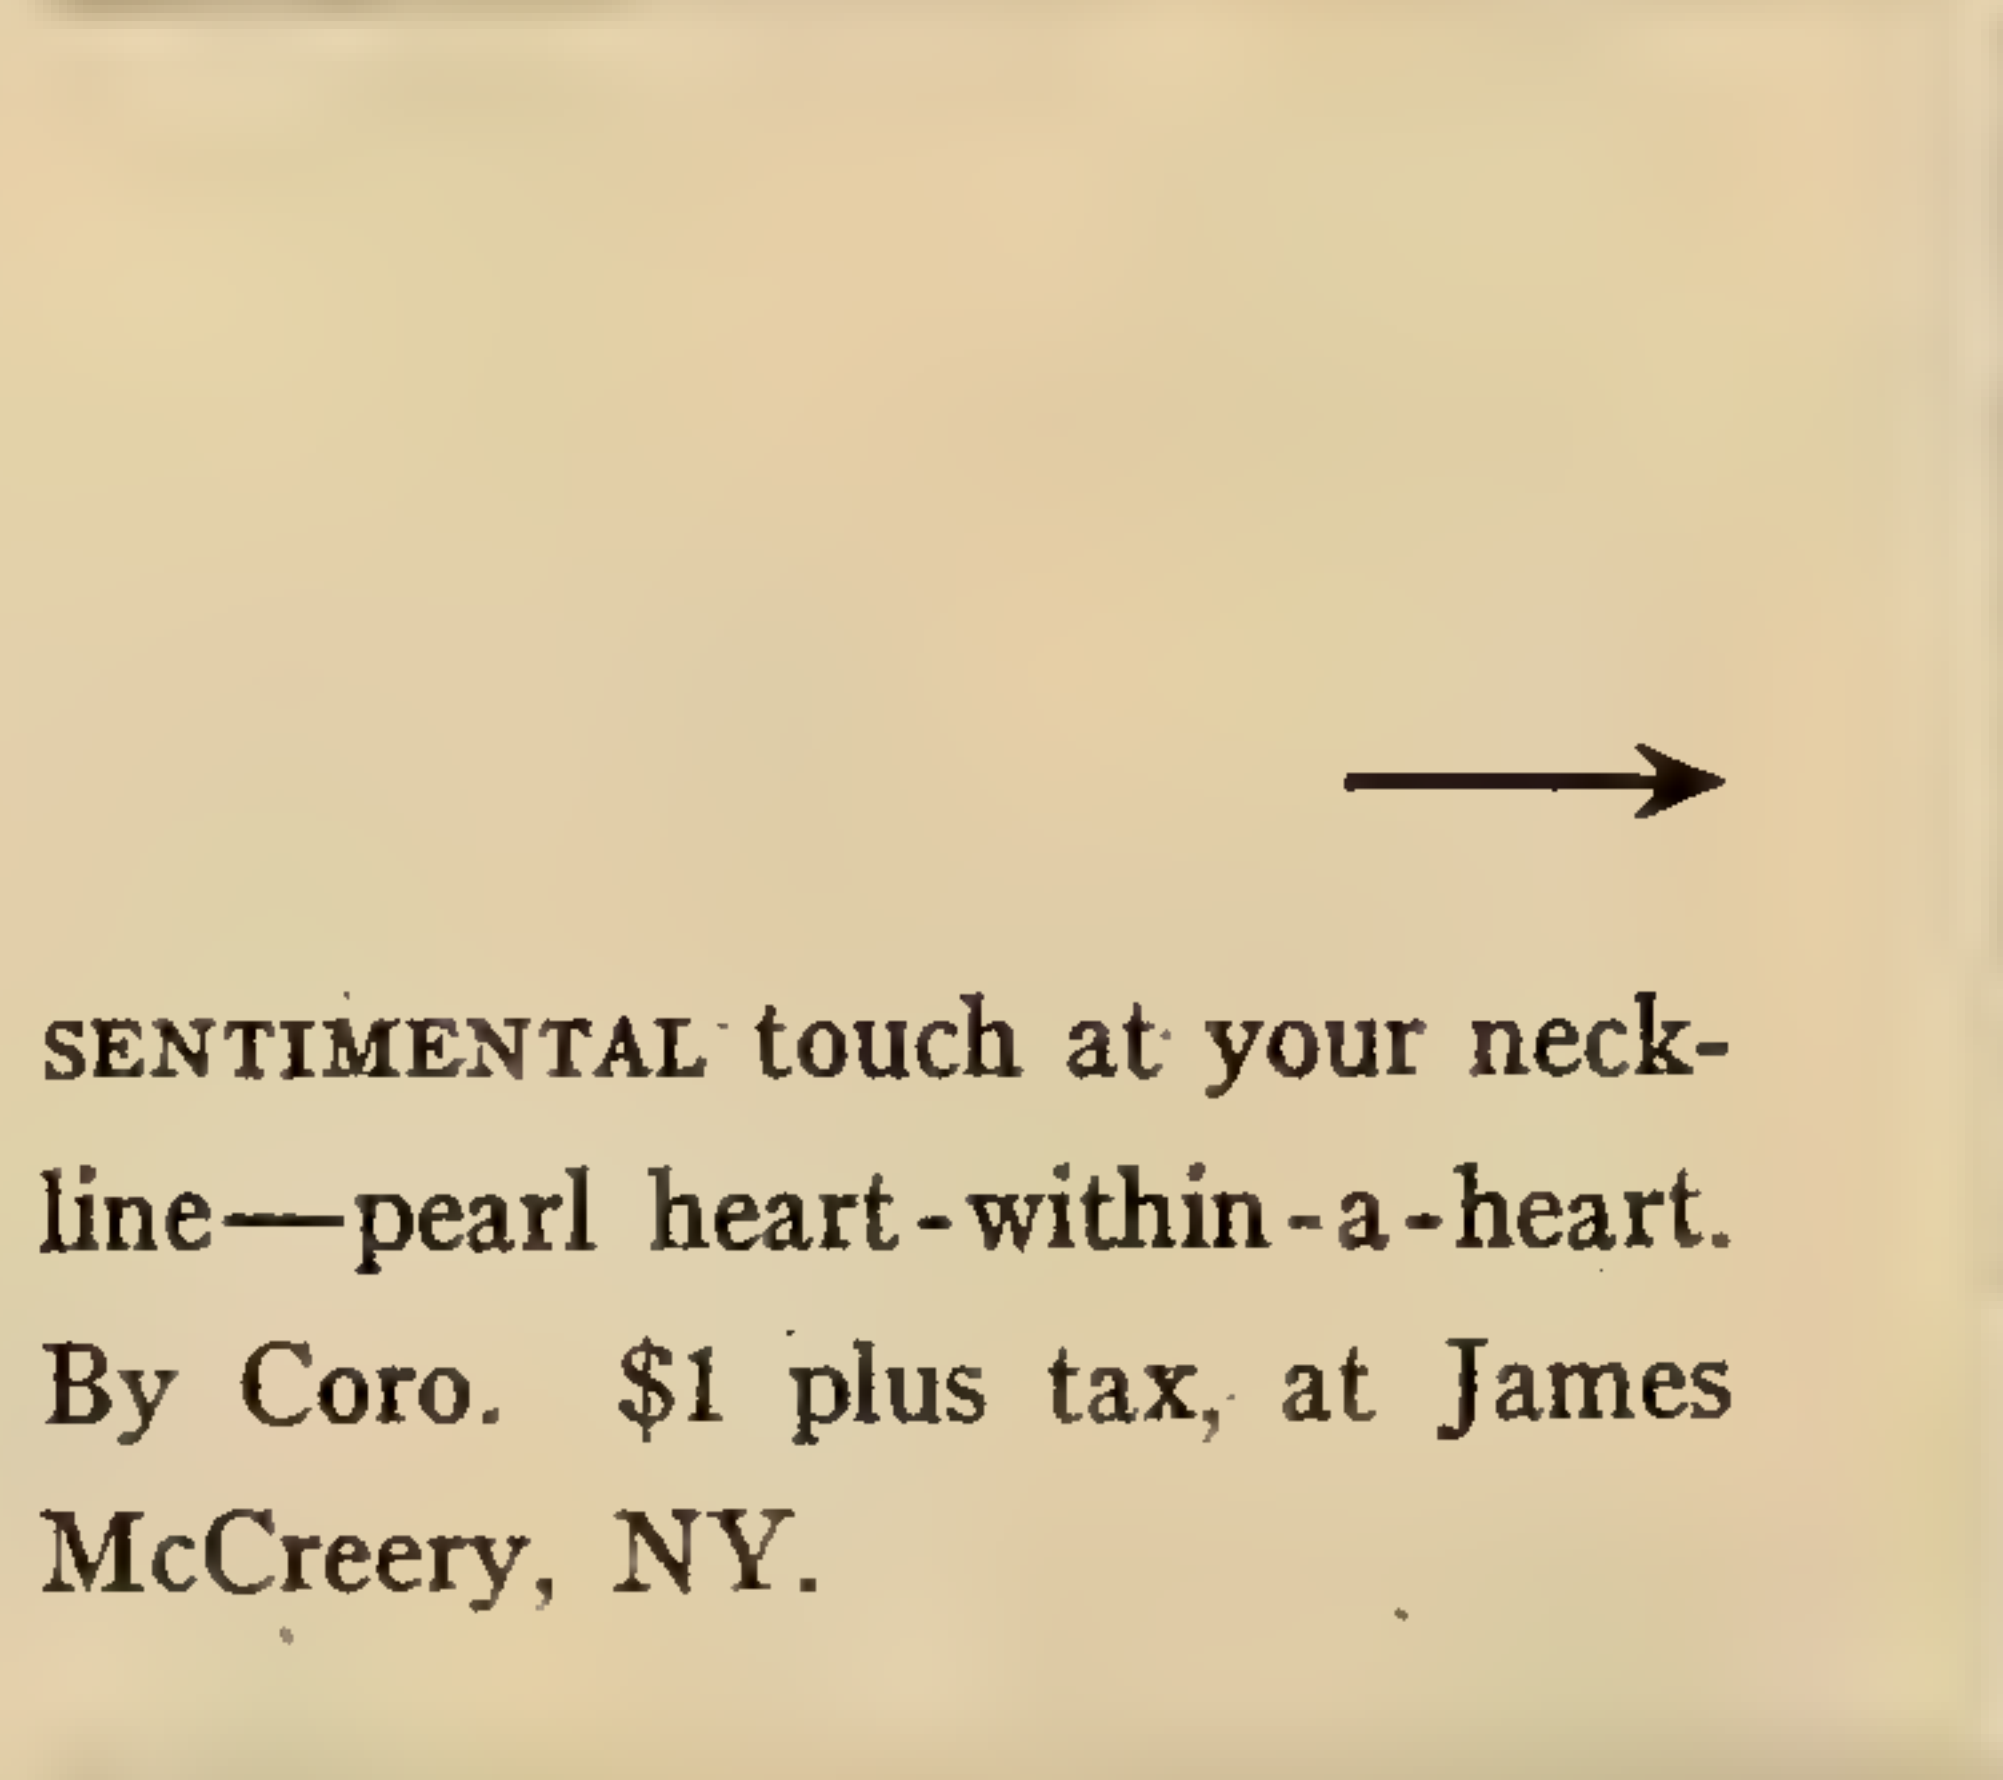 SENTIMENTAL touch at your neck-
line—pearl heart-within-a-heart.
By Coro. $1 plus tax, at James
McCreery, NY.